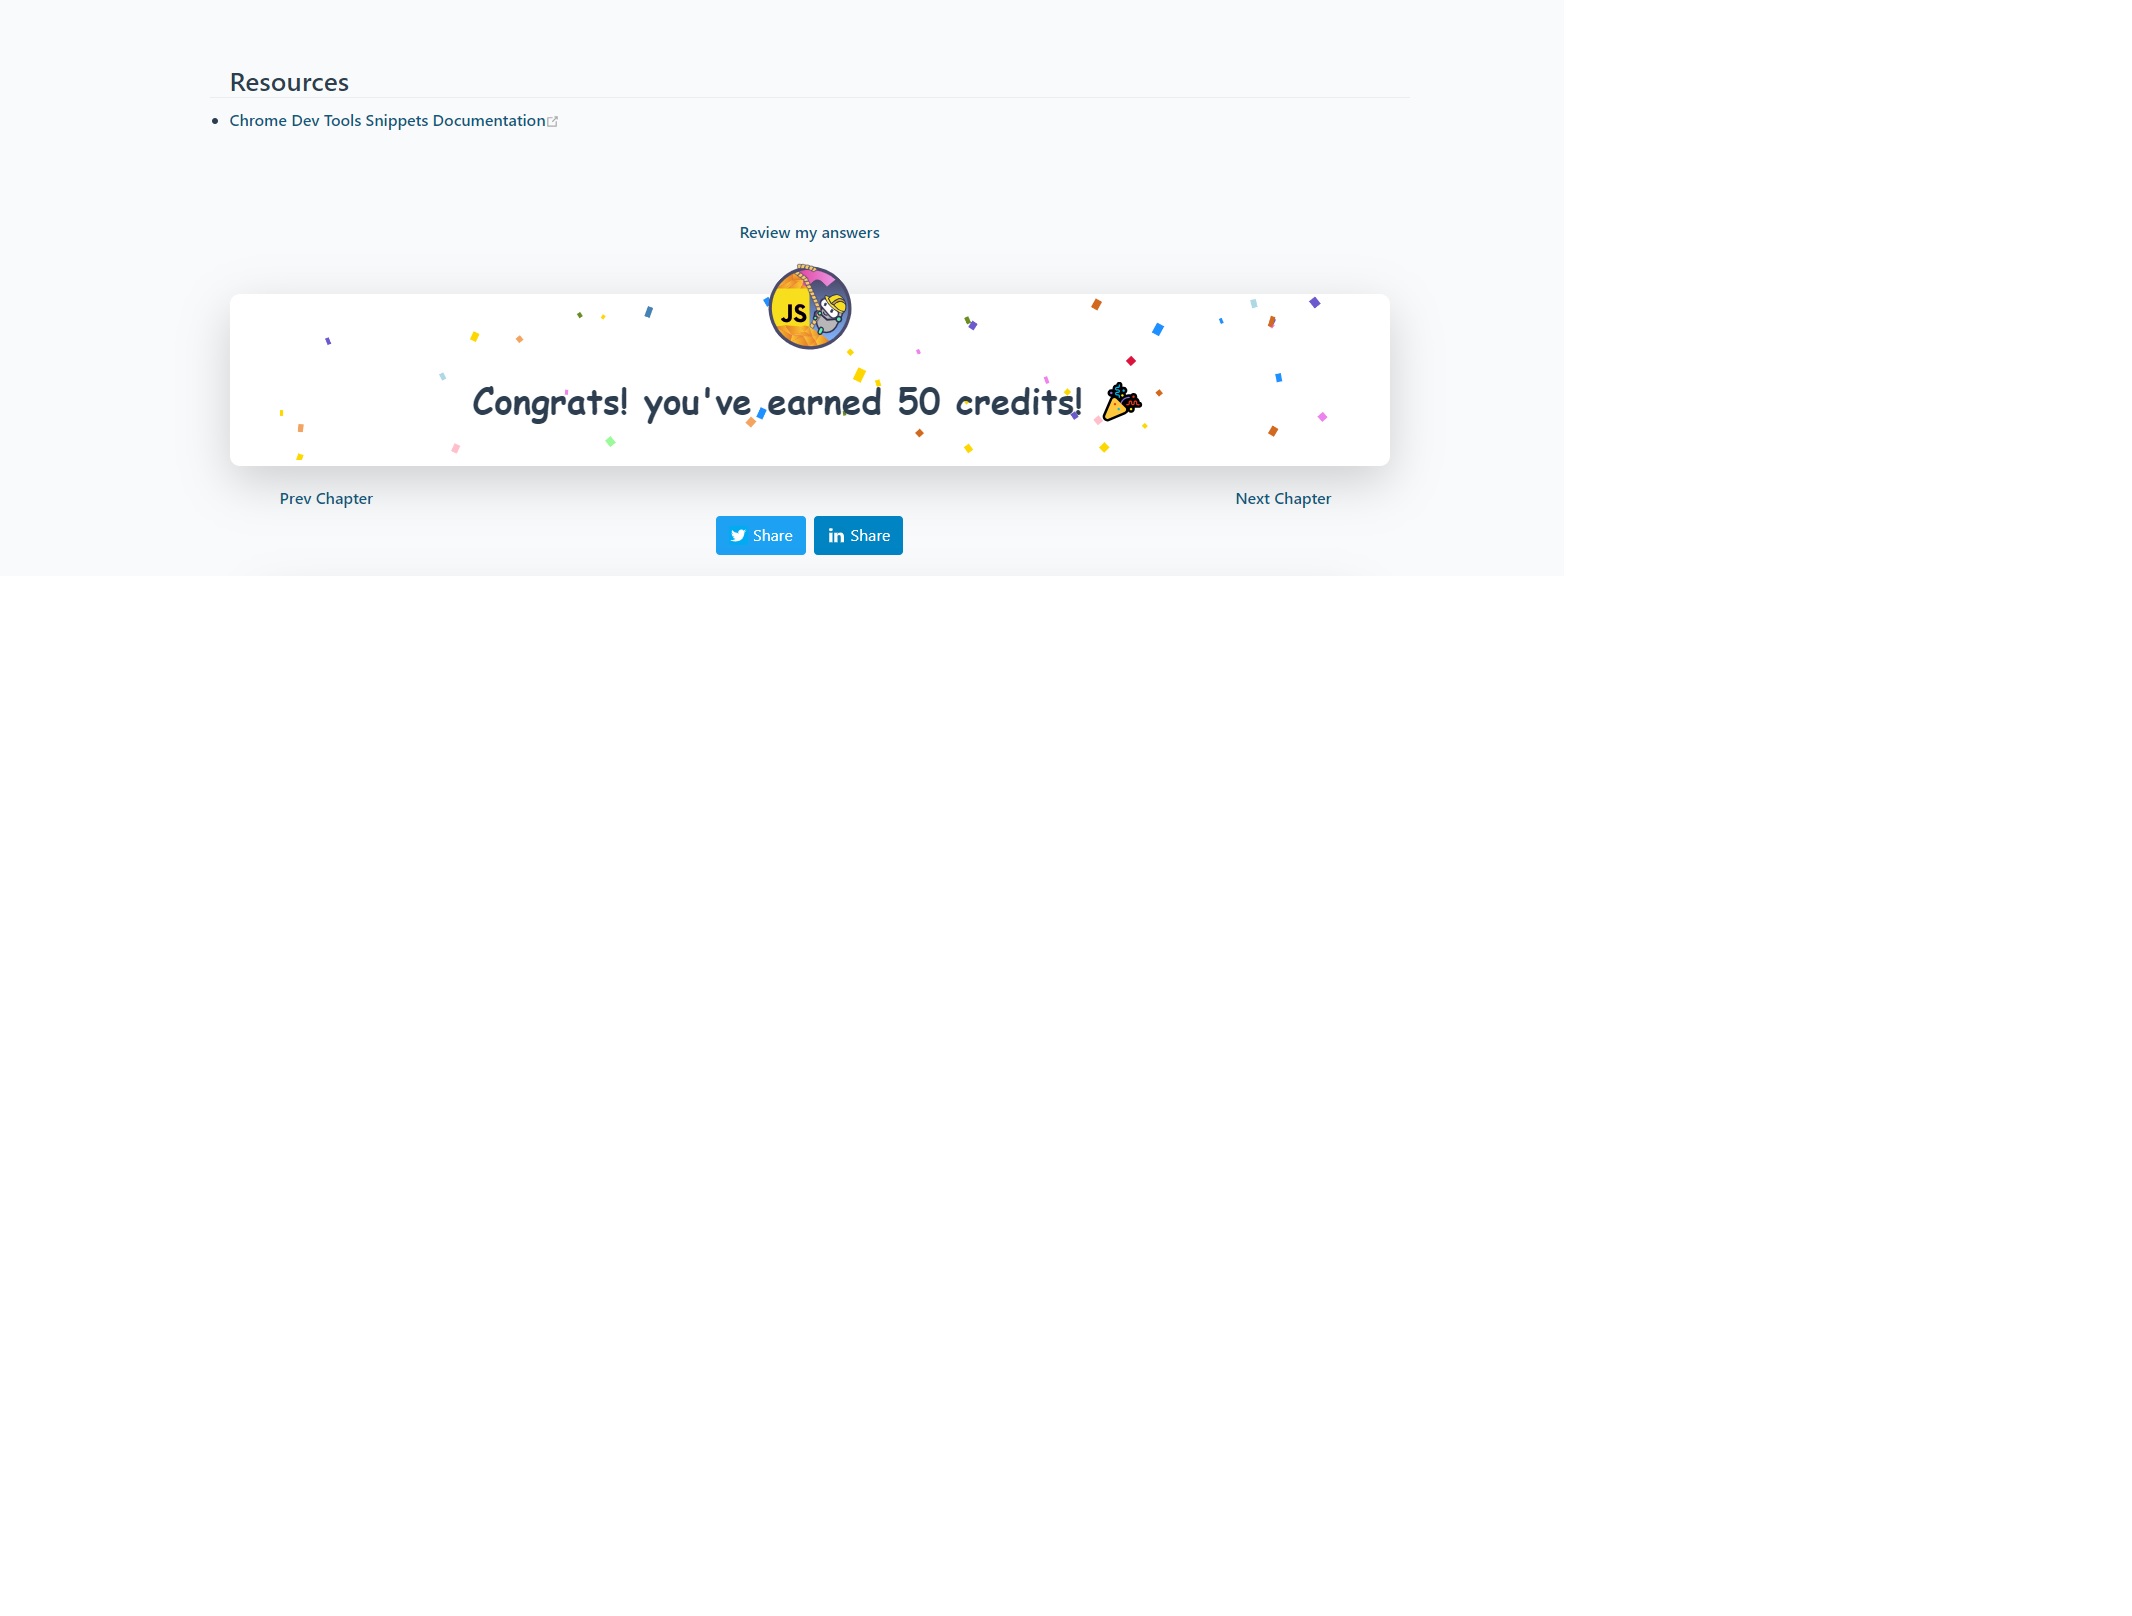 Resources
Chrome Dev Tools Snippets Documentation
Review my answers
JS
Congrats! you've earned 50 credits!
Prev Chapter
Next Chapter
Share
Share